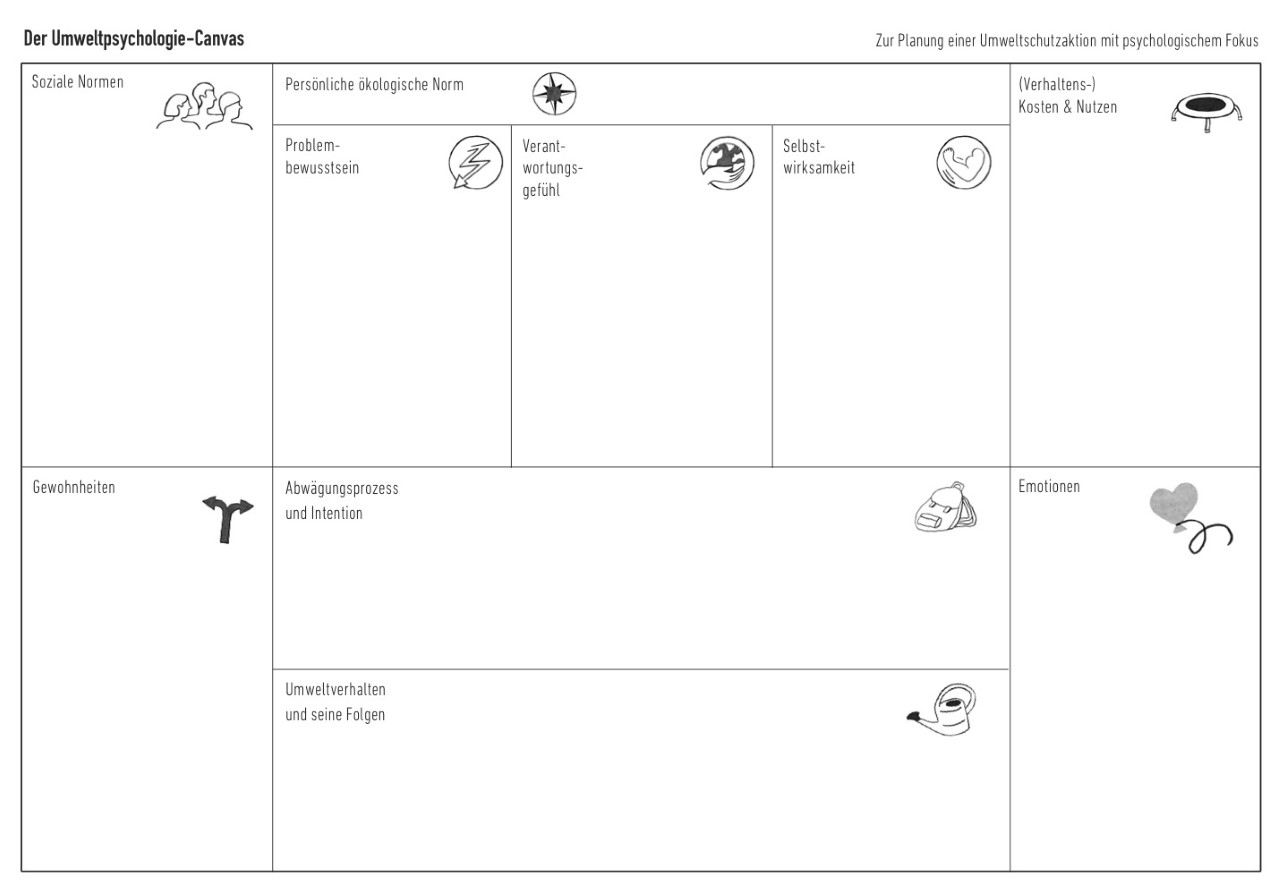 Der Umweltpsychologie-Canvas
Zur Planung einer Umweltschutzaktion mit psychologischem Fokus
Soziale Normen
Persönliche ökologische Norm
Problem-
bewusstsein
Verant-
wortungs-
gefühl
Selbst-
wirksamkeit
(Verhaltens-)
Kosten & Nutzen
Gewohnheiten
Abwägungsprozess
und Intention
Umweltverhalten
und seine Folgen
Emotionen